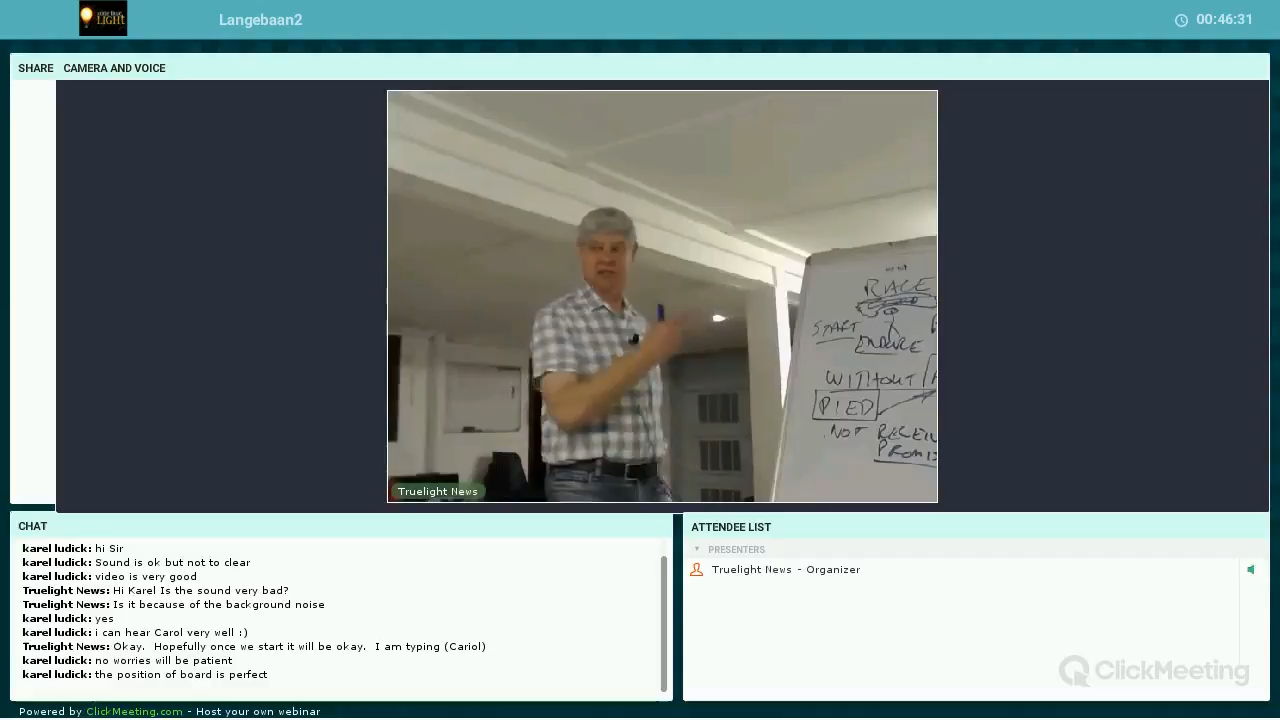 LIGHT
Langebaan2
00:46:31
SHARE
CAMERA AND VOICE
RACE
START
ENDURE
WITHOUT
PIED
NOT
Truelight News
CHAT
karel ludick: hi Sir
karel ludick: Sound is ok but not to clear
karel ludick: video is very good
Truelight News: Hi Karel Is the sound very bad?
Truelight News: Is it because of the background noise
karel ludick: yes
karel ludick: i can hear Carol very well :)
Truelight News: Okay. Hopefully once we start it will be okay. I am typing (Cariol)
karel ludick: no worries will be patient
karel ludick: the position of board is perfect
ATTENDEE LIST
PRESENTERS
Truelight News - Organizer
ClickMeeting
Powered by ClickMeeting.com - Host your own webinar